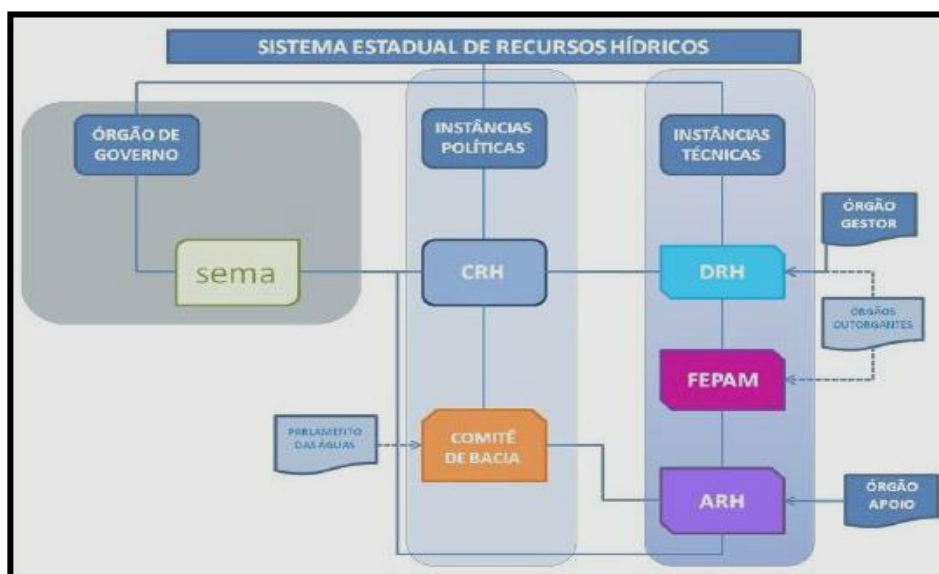 SISTEMA ESTADUAL DE RECURSOS HÍDRICOS
ÓRGÃO DE
GOVERNO
INSTÂNCIAS
POLÍTICAS
INSTÂNCIAS
TÉCNICAS
ÓRGÃO
GESTOR
sema
CRH
DRH
ÓRGÃOS
OUTORGANTES
FEPAM
PARLAMENTO
DAS ÁGUAS
COMITÊ
DE BACIA
ARH
ÓRGÃO
APOIO